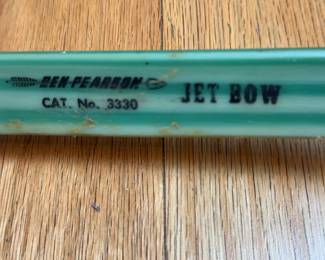 BEN PEARSON JET BOW
CAT. No. 3330